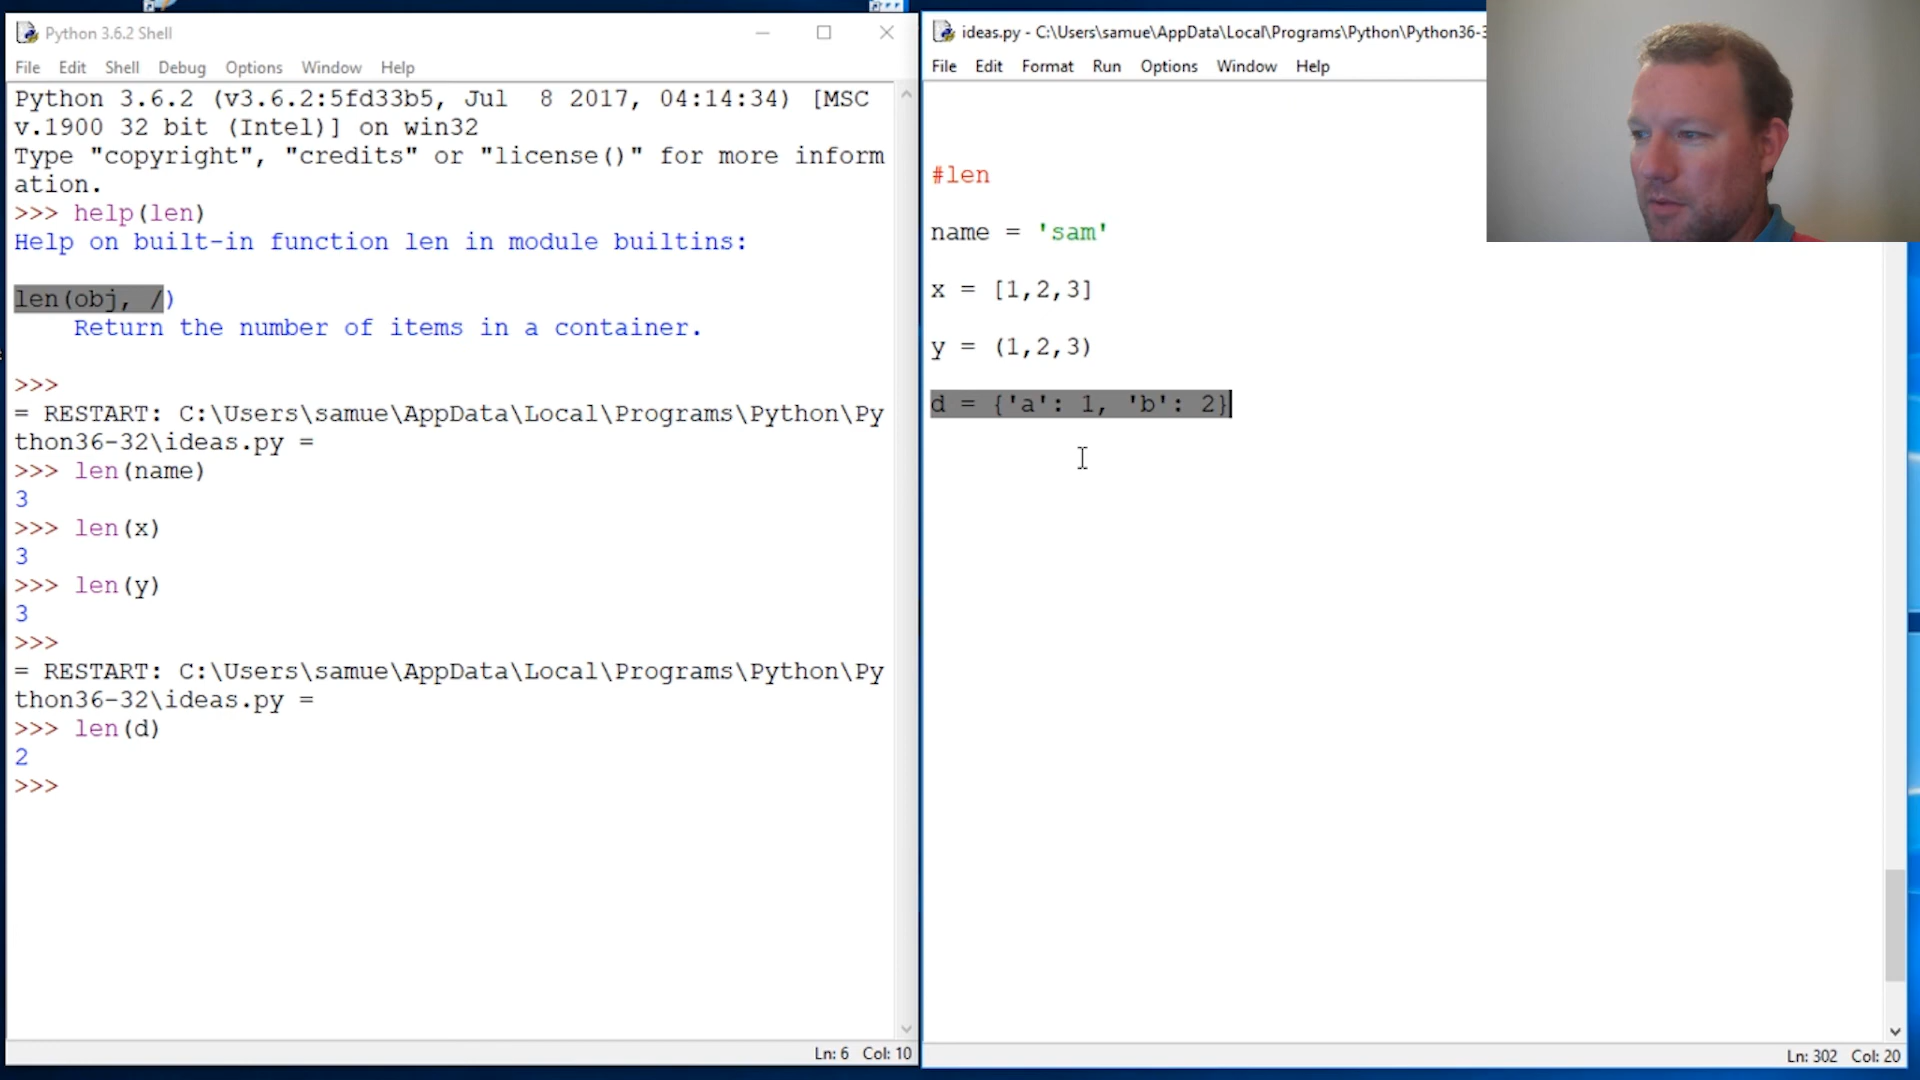 Python 3.6.2 Shell
File Edit Shell Debug Options Window Help
Python 3.6.2 (v3.6.2:5fd33b5, Jul  8 2017, 04:14:34) [MSC
v.1900 32 bit (Intel)] on win32
Type "copyright", "credits" or "license()" for more inform
ation.
>>> help(len)
Help on built-in function len in module builtins:
len(obj, /)
    Return the number of items in a container.
>>>
= RESTART: C:\Users\samue\AppData\Local\Programs\Python\Py
thon36-32\ideas.py =
>>> len(name)
3
>>> len(x)
3
>>> len(y)
3
>>>
= RESTART: C:\Users\samue\AppData\Local\Programs\Python\Py
thon36-32\ideas.py =
>>> len(d)
2
>>>
Ln: 6 Col: 10
ideas.py - C:\Users\samue\AppData\Local\Programs\Python\Python36-3
File Edit Format Run Options Window Help
#len
name = 'sam'
x = [1,2,3]
y = (1,2,3)
d = {'a': 1, 'b': 2}
Ln: 302 Col: 20